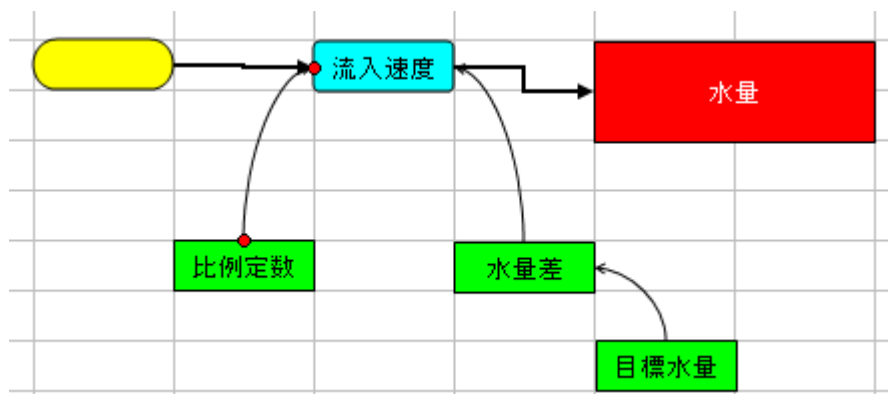 流入速度
水量
比例定数
水量差
目標水量